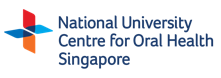 National University
Centre for Oral Health
Singapore